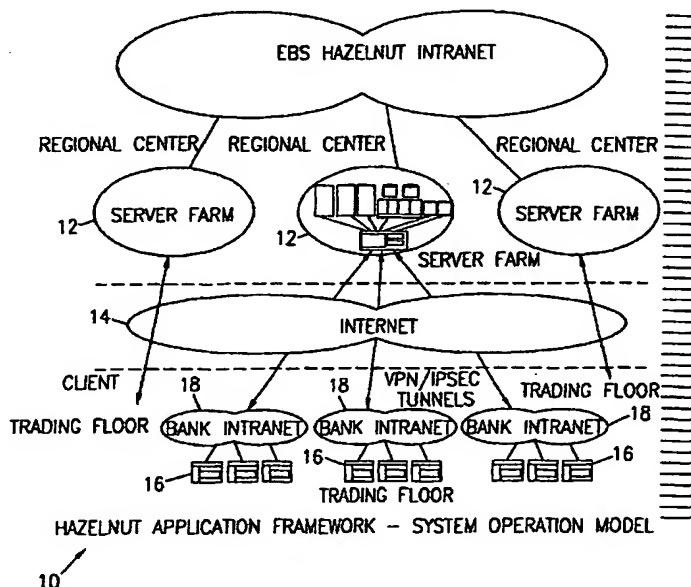 EBS HAZELNUT INTRANET
REGIONAL CENTER REGIONAL CENTER REGIONAL CENTER
12 SERVER FARM
12
SERVER FARM
12 SERVER FARM
14 INTERNET
CLIENT
VPN/IPSEC
TUNNELS
TRADING FLOOR
TRADING FLOOR
18 BANK INTRANET
18 BANK INTRANET
BANK INTRANET 18
16
16
16
TRADING FLOOR
HAZELNUT APPLICATION FRAMEWORK – SYSTEM OPERATION MODEL
10